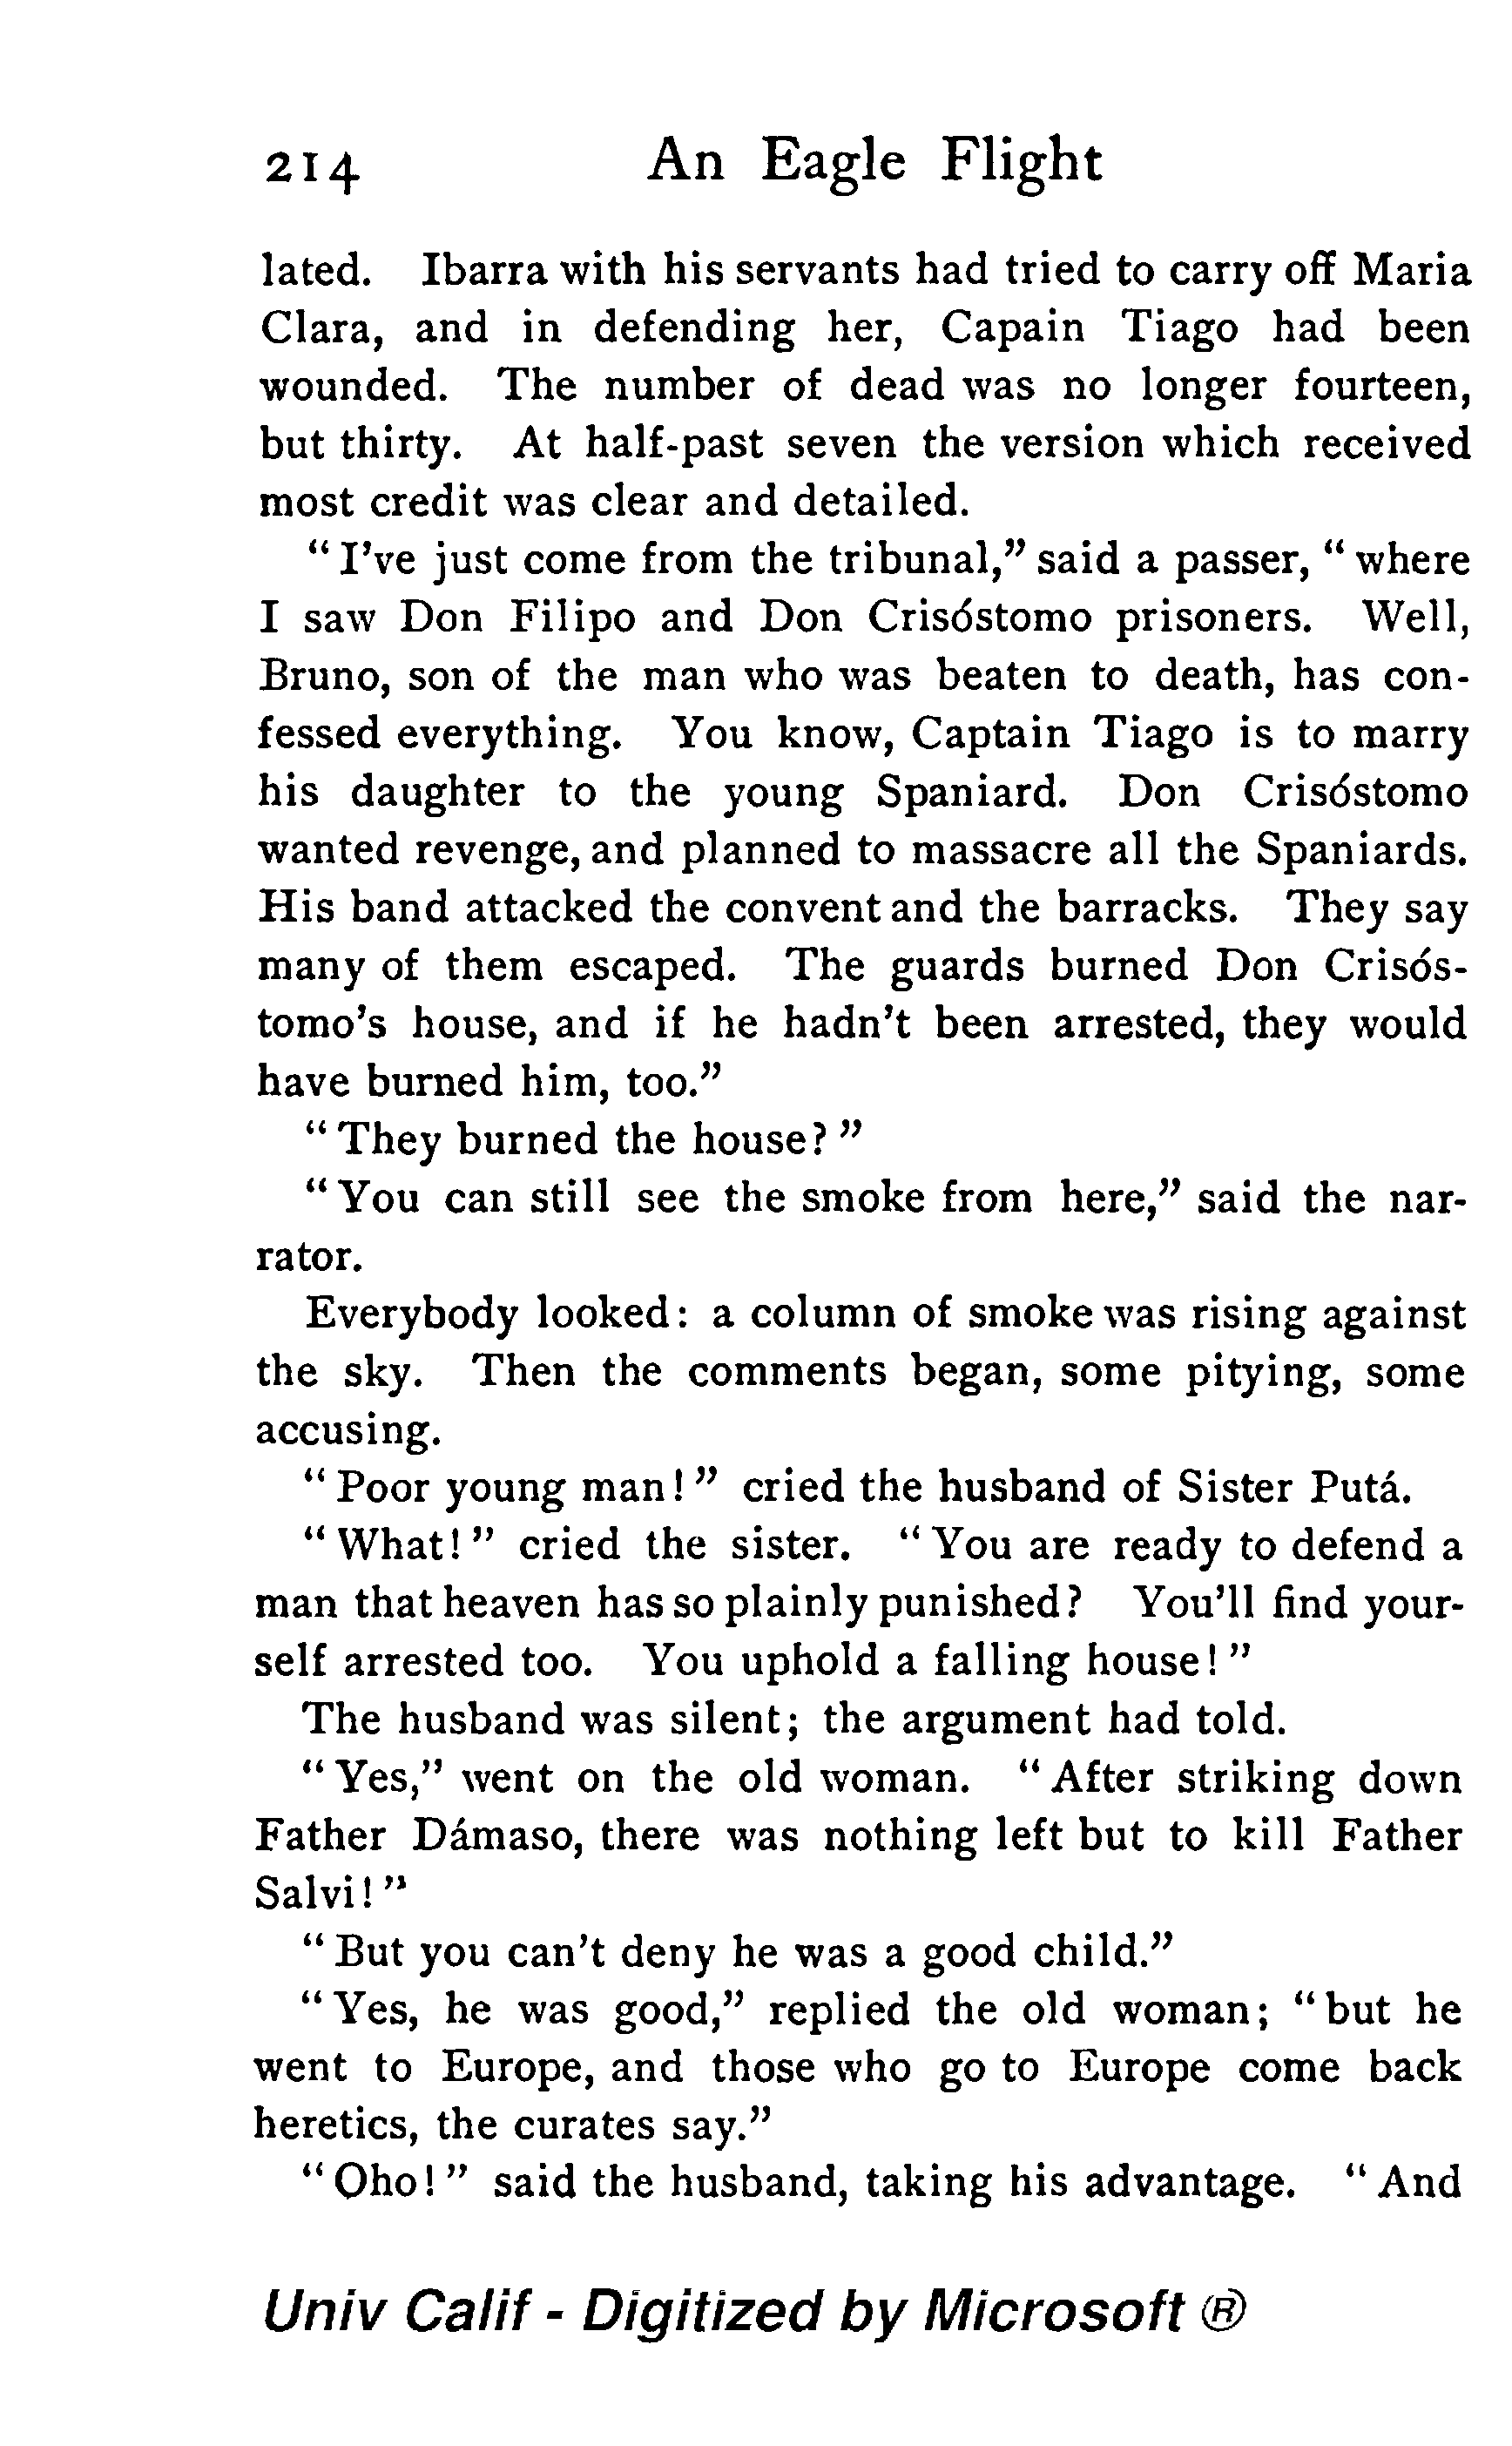 214 An Eagle Flight
lated. Ibarra with his servants had tried to carry off Maria
Clara, and in defending her, Capain Tiago had been
wounded. The number of dead was no longer fourteen,
but thirty. At half-past seven the version which received
most credit was clear and detailed.
“I’ve just come from the tribunal,” said a passer, “where
I saw Don Filipo and Don Crisóstomo prisoners. Well,
Bruno, son of the man who was beaten to death, has con-
fessed everything. You know, Captain Tiago is to marry
his daughter to the young Spaniard. Don Crisóstomo
wanted revenge, and planned to massacre all the Spaniards.
His band attacked the convent and the barracks. They say
many of them escaped. The guards burned Don Crisós-
tomo’s house, and if he hadn’t been arrested, they would
have burned him, too.”
“They burned the house?”
“You can still see the smoke from here,” said the nar-
rator.
Everybody looked: a column of smoke was rising against
the sky. Then the comments began, some pitying, some
accusing.
“Poor young man!” cried the husband of Sister Putá.
“What!” cried the sister. “You are ready to defend a
man that heaven has so plainly punished? You’ll find your-
self arrested too. You uphold a falling house!”
The husband was silent; the argument had told.
“Yes,” went on the old woman. “After striking down
Father Dámaso, there was nothing left but to kill Father
Salvi!”
“But you can’t deny he was a good child.”
“Yes, he was good,” replied the old woman; “but he
went to Europe, and those who go to Europe come back
heretics, the curates say.”
“Oho!” said the husband, taking his advantage. “And
Univ Calif - Digitized by Microsoft ®